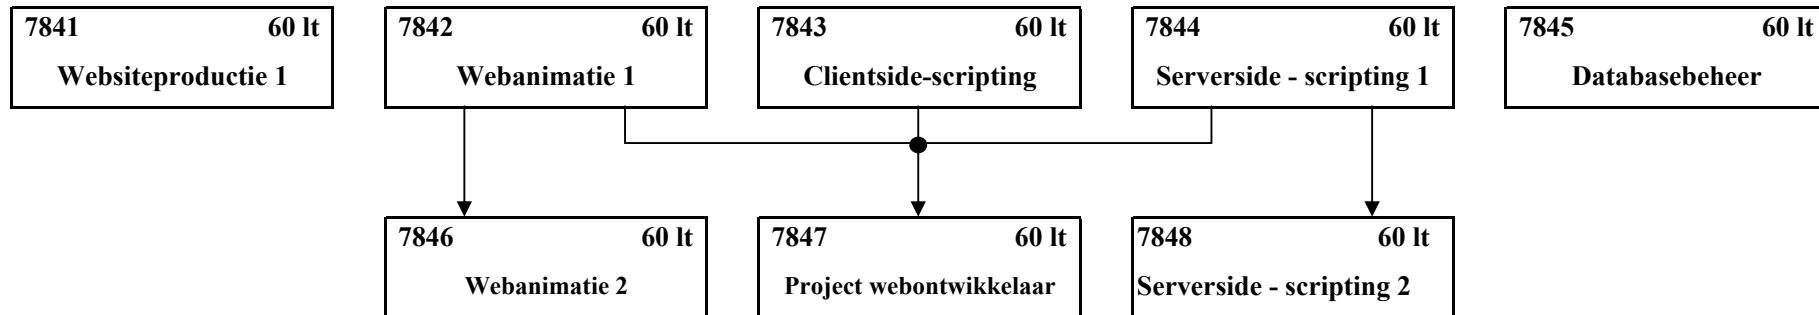 7841 60 lt
Websiteproductie 1
7842 60 lt
Webanimatie 1
7843 60 lt
Clientside-scripting
7844 60 lt
Serverside - scripting 1
7845 60 lt
Databasebeheer
7846 60 lt
Webanimatie 2
7847 60 lt
Project webontwikkelaar
7848 60 lt
Serverside - scripting 2